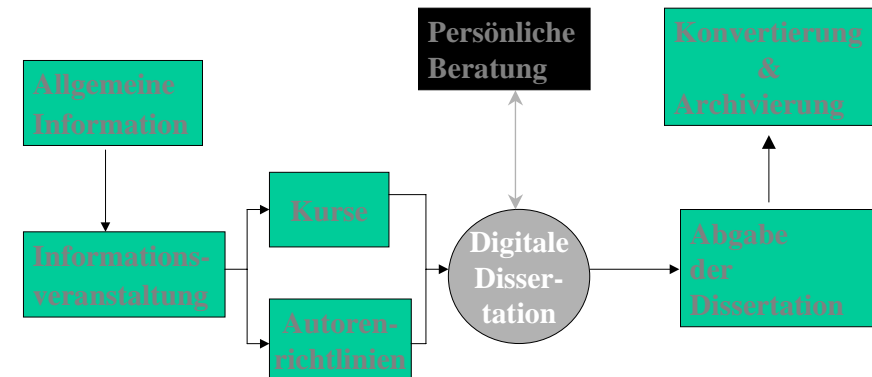 Persönliche
Beratung
Konvertierung
&
Archivierung
Allgemeine
Information
Kurse
Informations-
veranstaltung
Digitale
Disser-
tation
Abgabe
der
Dissertation
Autoren-
richtlinien